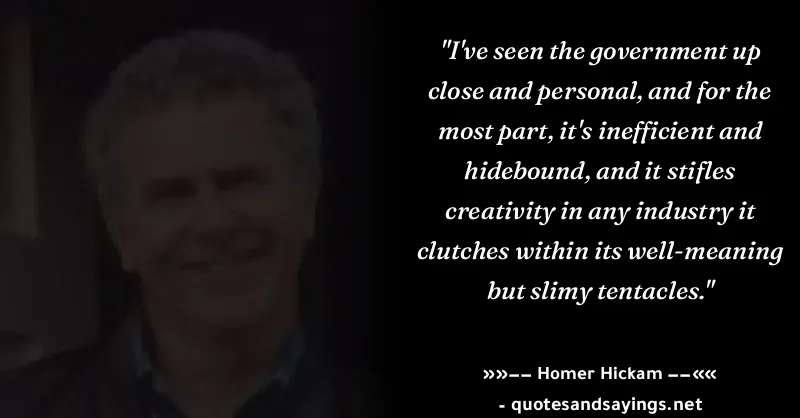 "I've seen the government up
close and personal, and for the
most part, it's inefficient and
hidebound, and it stifles
creativity in any industry it
clutches within its well-meaning
but slimy tentacles."
»»−− Homer Hickam −−««
- quotesandsayings.net